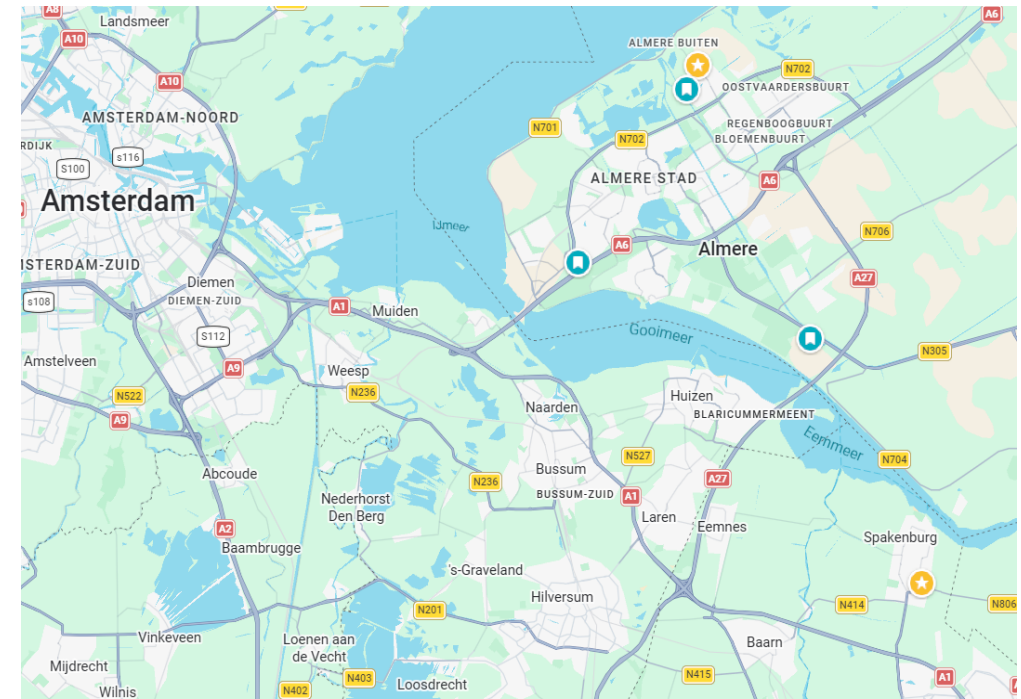 Landsmeer
A8
A10
A10
A6
ALMERE BUITEN
N702
OOSTVAARDERSBUURT
AMSTERDAM-NOORD
N701
REGENBOOGBUURT
BLOEMENBUURT
N702
RDIJK
S116
S100
ALMERE STAD
A6
Amsterdam
IJmeer
N706
A6
Almere
ISTERDAM-ZUID
A27
Diemen
DIEMEN-ZUID
s108
A1
Muiden
S112
Gooimeer
N305
Amstelveen
A9
Weesp
N236
N522
Huizen
Naarden
BLARICUMMERMEENT
A9
Eemmeer
N527
N704
Abcoude
Bussum
N236
A27
BUSSUM-ZUID
A1
Nederhorst
Den Berg
Laren
Eemnes
A2
Spakenburg
Baambrugge
's-Graveland
Hilversum
N201
N414
N806
Vinkeveen
Loenen aan
de Vecht
Baarn
Mijdrecht
N403
N415
A1
Loosdrecht
N402
Wilnis